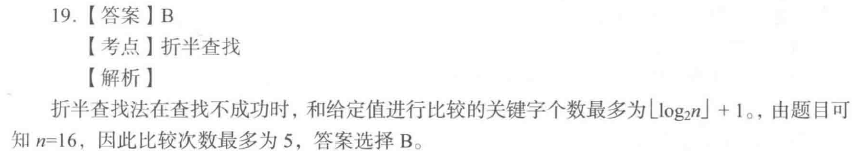 19.【答案】B
【考点】折半查找
【解析】
折半查找法在查找不成功时，和给定值进行比较的关键字个数最多为⌊log₂n⌋ + 1。，由题目可
知 n=16，因此比较次数最多为 5，答案选择 B。